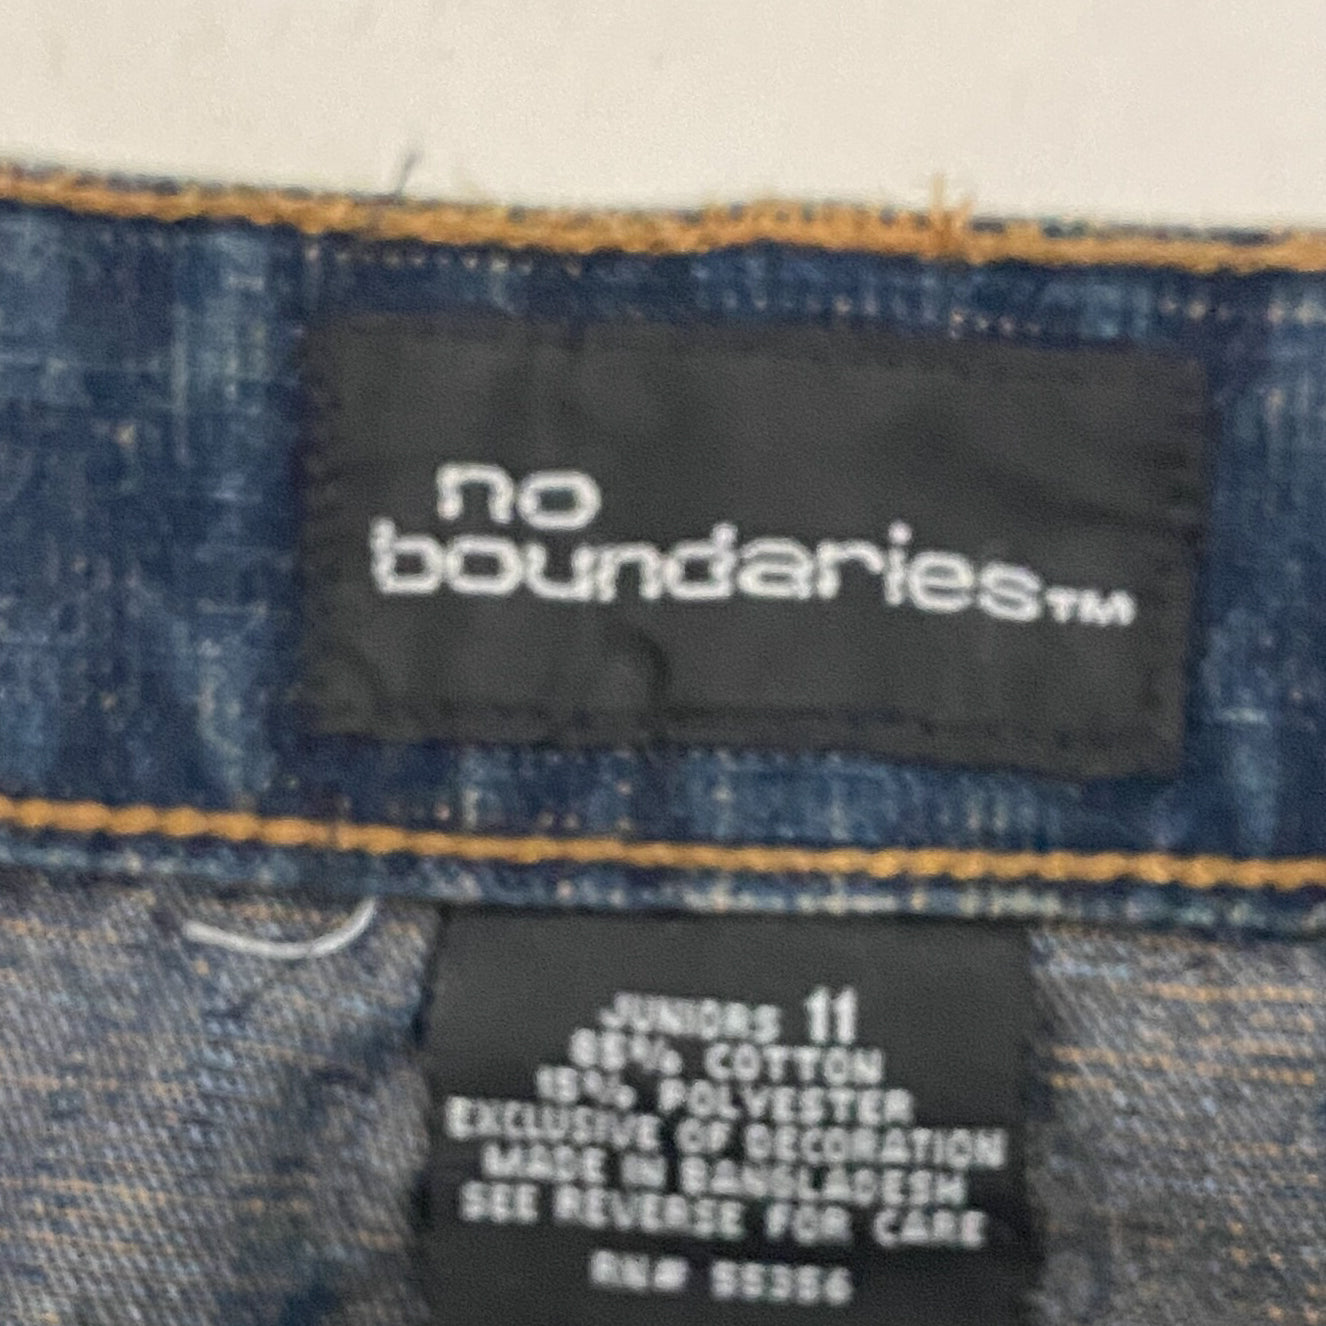 no
boundaries™
JUNIORS 11
85% COTTON
15% POLYESTER
EXCLUSIVE OF DECORATION
MADE IN BANGLADESH
SEE REVERSE FOR CARE
RN# 55356